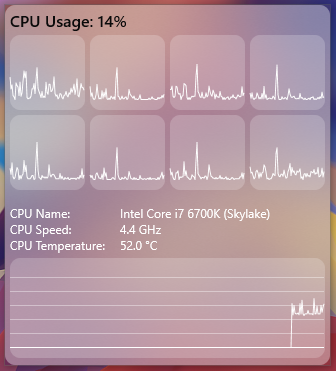 CPU Usage: 14%
CPU Name: Intel Core i7 6700K (Skylake)
CPU Speed: 4.4 GHz
CPU Temperature: 52.0 °C